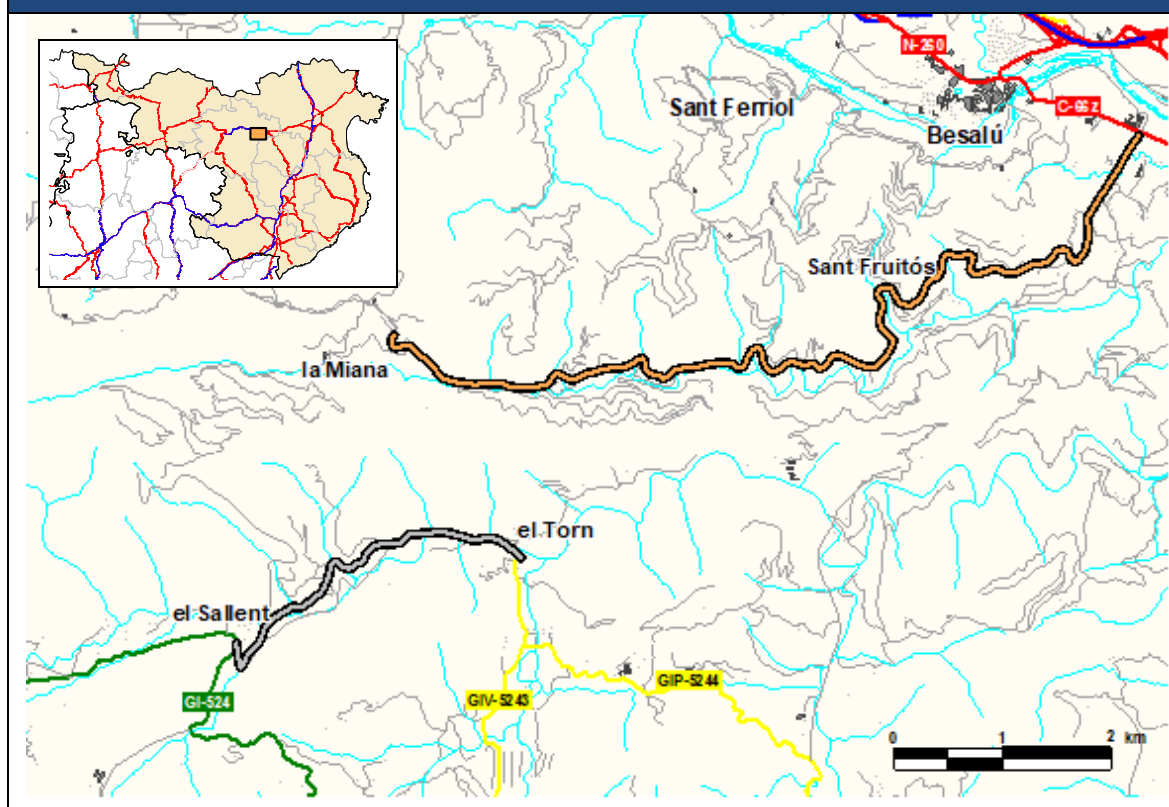 N-260
Sant Ferriol
C-66z
Besalú
Sant Fruitós
la Miana
el Torn
el Sallent
GIP-5244
GI-524
GIV-5243
0 1 2 km